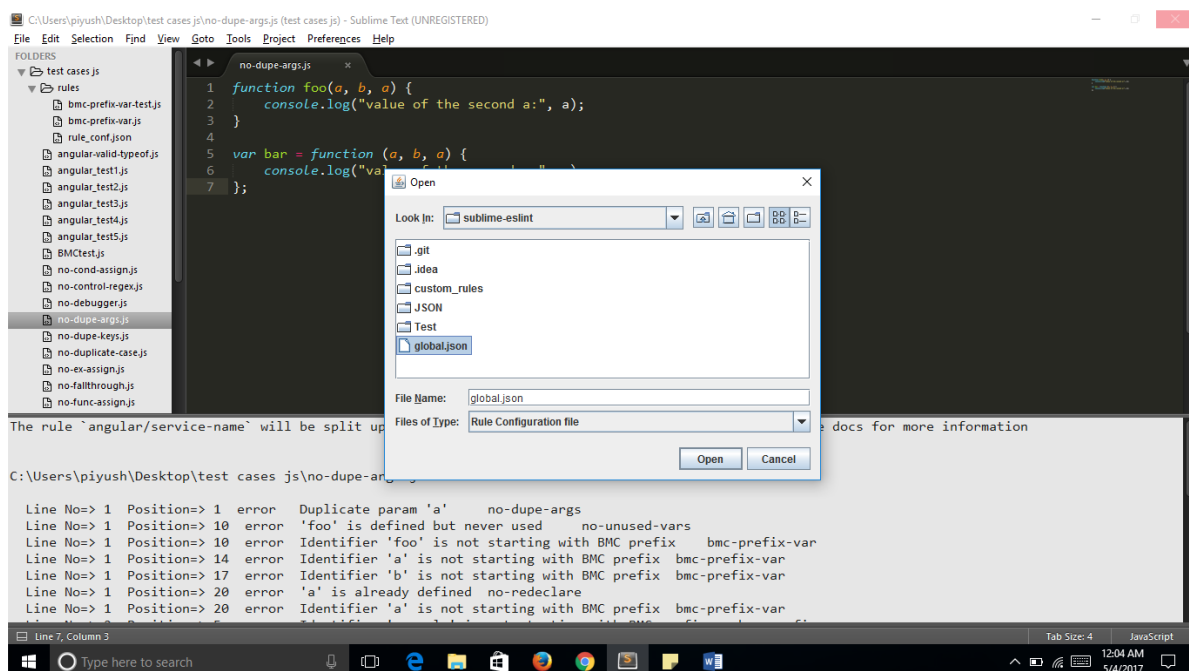 C:\Users\piyush\Desktop\test cases js\no-dupe-args.js (test cases js) - Sublime Text (UNREGISTERED)
File Edit Selection Find View Goto Tools Project Preferences Help
FOLDERS
test cases js
rules
bmc-prefix-var-test.js
bmc-prefix-var.js
rule_conf.json
angular-valid-typeof.js
angular_test1.js
angular_test2.js
angular_test3.js
angular_test4.js
angular_test5.js
BMCtest.js
no-cond-assign.js
no-control-regex.js
no-debugger.js
no-dupe-args.js
no-dupe-keys.js
no-duplicate-case.js
no-ex-assign.js
no-fallthrough.js
no-func-assign.js
no-dupe-args.js ×
1 function foo(a, b, a) {
2 console.log("value of the second a:", a);
3 }
4
5 var bar = function (a, b, a) {
6 console.log("val
7 };
Open
Look In: sublime-eslint
.git
.idea
custom_rules
JSON
Test
global.json
File Name: global.json
Files of Type: Rule Configuration file
Open Cancel
The rule `angular/service-name` will be split up docs for more information
C:\Users\piyush\Desktop\test cases js\no-dupe-ar
Line No=> 1 Position=> 1 error Duplicate param 'a' no-dupe-args
Line No=> 1 Position=> 10 error 'foo' is defined but never used no-unused-vars
Line No=> 1 Position=> 10 error Identifier 'foo' is not starting with BMC prefix bmc-prefix-var
Line No=> 1 Position=> 14 error Identifier 'a' is not starting with BMC prefix bmc-prefix-var
Line No=> 1 Position=> 17 error Identifier 'b' is not starting with BMC prefix bmc-prefix-var
Line No=> 1 Position=> 20 error 'a' is already defined no-redeclare
Line No=> 1 Position=> 20 error Identifier 'a' is not starting with BMC prefix bmc-prefix-var
Line 7, Column 3
Tab Size: 4 JavaScript
Type here to search
12:04 AM
5/4/2017